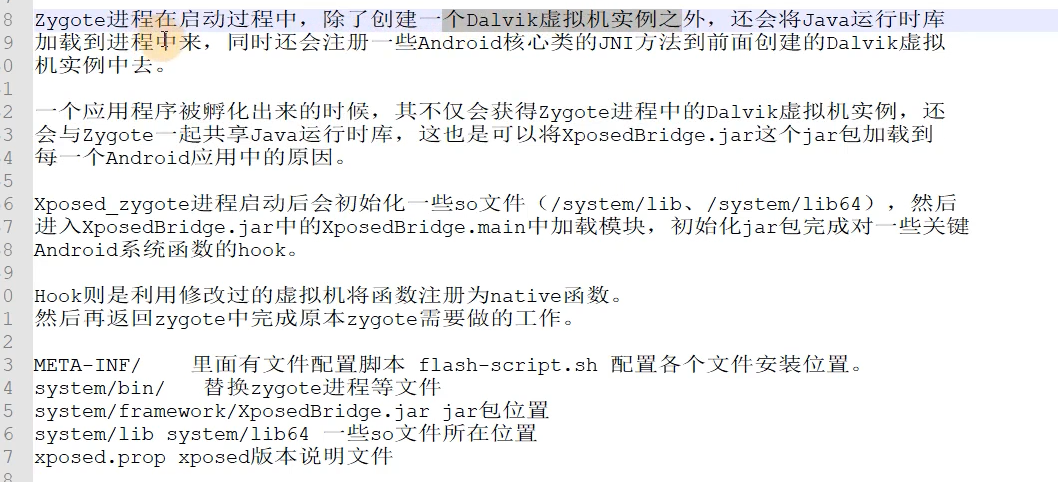 8 Zygote进程在启动过程中，除了创建一个Dalvik虚拟机实例之外，还会将Java运行时库
9 加载到进程中来，同时还会注册一些Android核心类的JNI方法到前面创建的Dalvik虚拟
0 机实例中去。
1
2 一个应用程序被孵化出来的时候，其不仅会获得Zygote进程中的Dalvik虚拟机实例，还
3 会与Zygote一起共享Java运行时库，这也是可以将XposedBridge.jar这个jar包加载到
4 每一个Android应用中的原因。
5
6 Xposed_zygote进程启动后会初始化一些so文件（/system/lib、/system/lib64），然后
7 进入XposedBridge.jar中的XposedBridge.main中加载模块，初始化jar包完成对一些关键
8 Android系统函数的hook。
9
0 Hook则是利用修改过的虚拟机将函数注册为native函数。
1 然后再返回zygote中完成原本zygote需要做的工作。
2
3 META-INF/ 里面有文件配置脚本 flash-script.sh 配置各个文件安装位置。
4 system/bin/ 替换zygote进程等文件
5 system/framework/XposedBridge.jar jar包位置
6 system/lib system/lib64 一些so文件所在位置
7 xposed.prop xposed版本说明文件
8